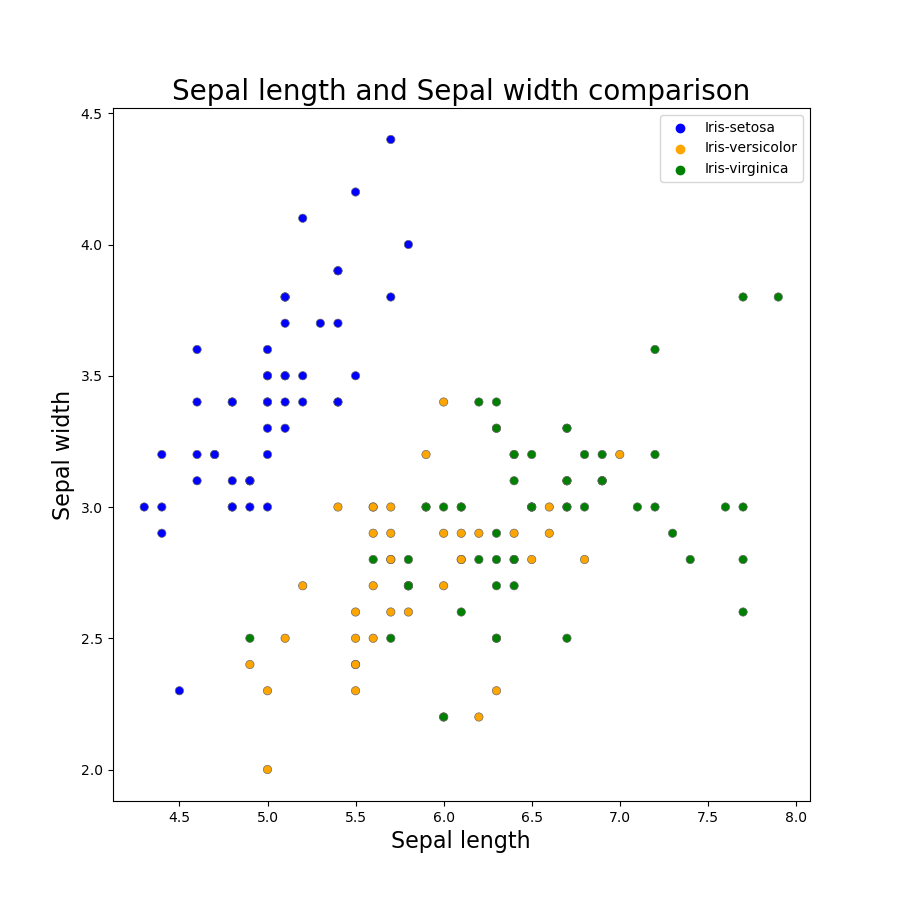 Sepal length and Sepal width comparison
Iris-setosa
Iris-versicolor
Iris-virginica
4.5
4.0
3.5
3.0
2.5
2.0
Sepal width
4.5 5.0 5.5 6.0 6.5 7.0 7.5 8.0
Sepal length